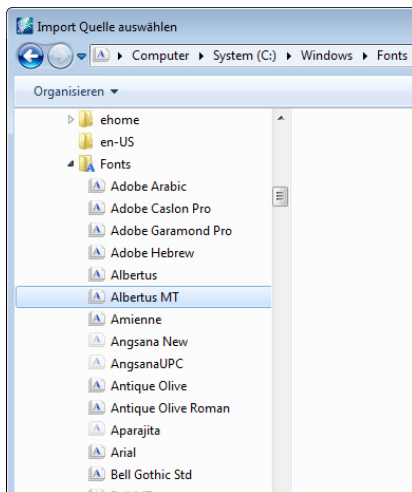 Import Quelle auswählen
Computer System (C:) Windows Fonts
Organisieren
ehome
en-US
Fonts
Adobe Arabic
Adobe Caslon Pro
Adobe Garamond Pro
Adobe Hebrew
Albertus
Albertus MT
Amienne
Angsana New
AngsanaUPC
Antique Olive
Antique Olive Roman
Aparajita
Arial
Bell Gothic Std